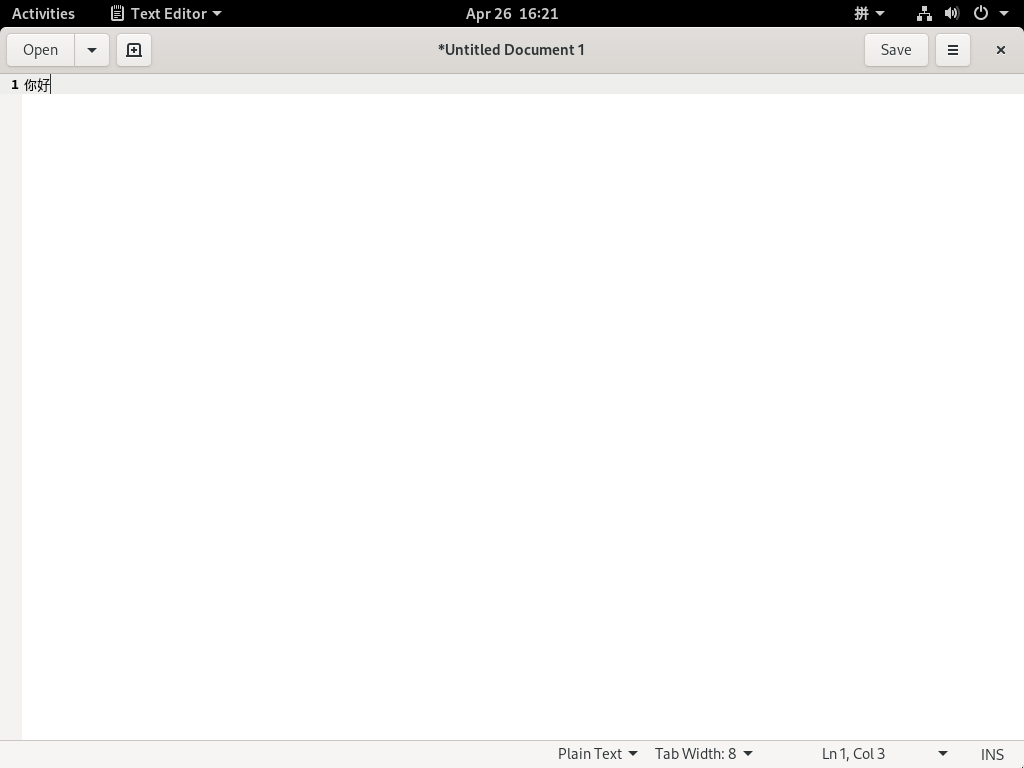 Activities Text Editor Apr 26 16:21 拼
Open *Untitled Document 1 Save
1 你好
Plain Text Tab Width: 8 Ln 1, Col 3 INS